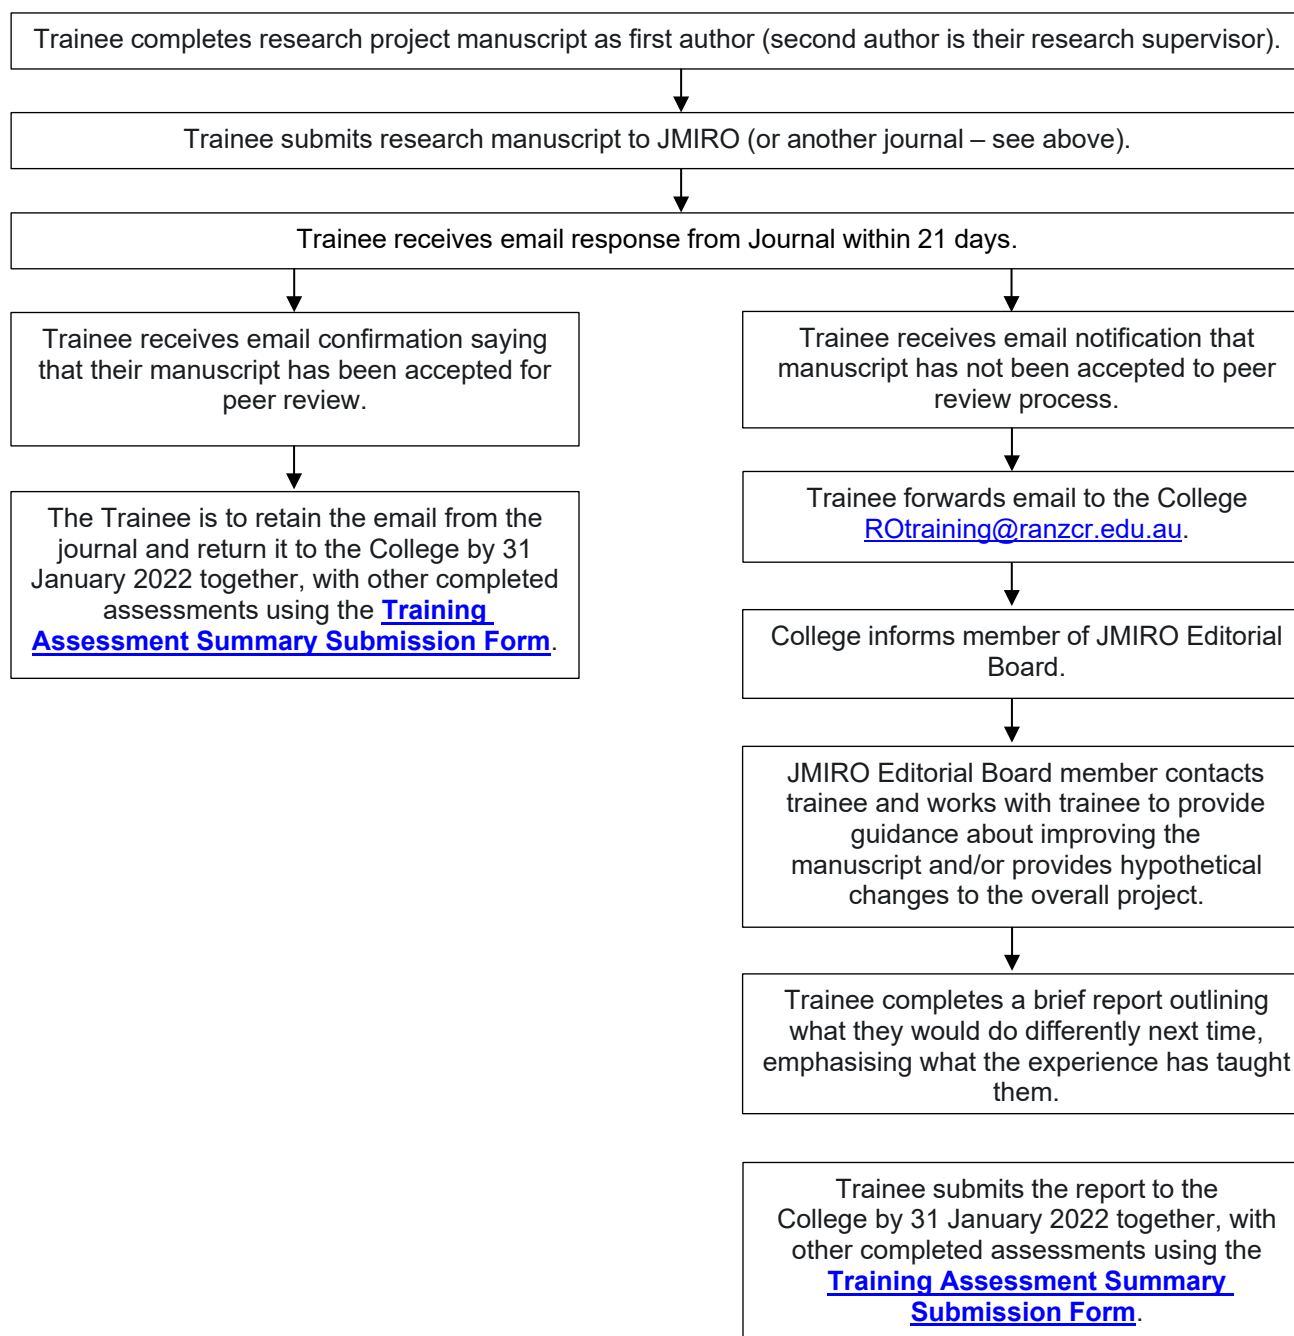 Trainee completes research project manuscript as first author (second author is their research supervisor).
Trainee submits research manuscript to JMIRO (or another journal – see above).
Trainee receives email response from Journal within 21 days.
Trainee receives email confirmation saying
that their manuscript has been accepted for
peer review.
The Trainee is to retain the email from the
journal and return it to the College by 31
January 2022 together, with other completed
assessments using the Training
Assessment Summary Submission Form.
Trainee receives email notification that
manuscript has not been accepted to peer
review process.
Trainee forwards email to the College
ROtraining@ranzcr.edu.au.
College informs member of JMIRO Editorial
Board.
JMIRO Editorial Board member contacts
trainee and works with trainee to provide
guidance about improving the
manuscript and/or provides hypothetical
changes to the overall project.
Trainee completes a brief report outlining
what they would do differently next time,
emphasising what the experience has taught
them.
Trainee submits the report to the
College by 31 January 2022 together, with
other completed assessments using the
Training Assessment Summary
Submission Form.